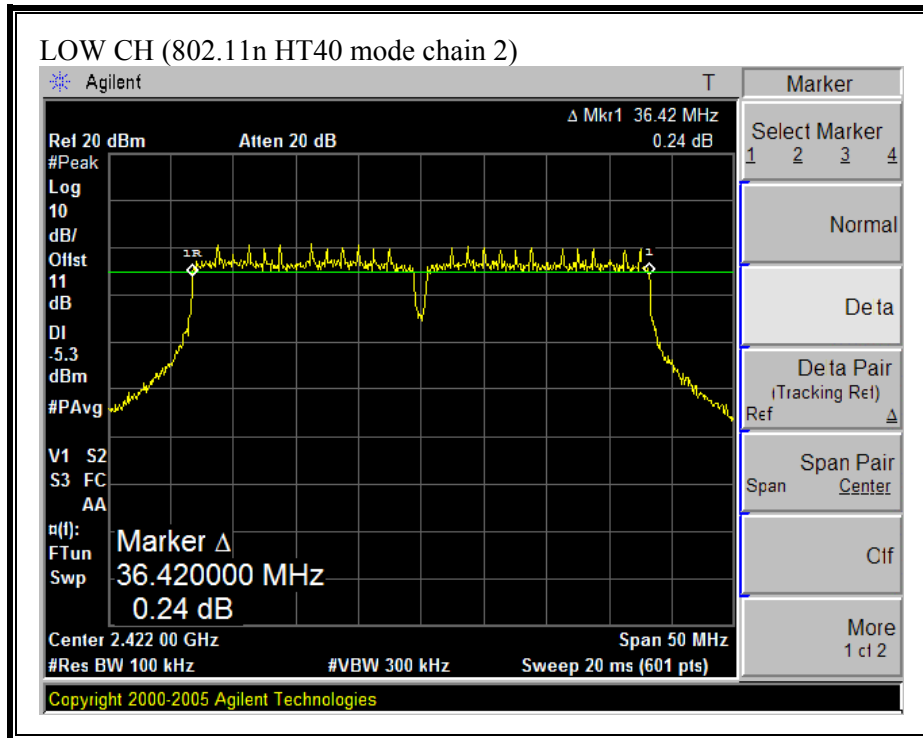 LOW CH (802.11n HT40 mode chain 2)
Agilent T
Δ Mkr1 36.42 MHz
Ref 20 dBm Atten 20 dB 0.24 dB
#Peak
Log
10
dB/
Offst
11
dB
DI
-5.3
dBm
#PAvg
V1 S2
S3 FC
AA
¤(f):
FTun
Swp
1R
1
Marker Δ
36.420000 MHz
0.24 dB
Center 2.422 00 GHz Span 50 MHz
#Res BW 100 kHz #VBW 300 kHz Sweep 20 ms (601 pts)
Copyright 2000-2005 Agilent Technologies
Marker
Select Marker
1 2 3 4
Normal
Delta
Delta Pair
(Tracking Ref)
Ref Δ
Span Pair
Span Center
Off
More
1 of 2